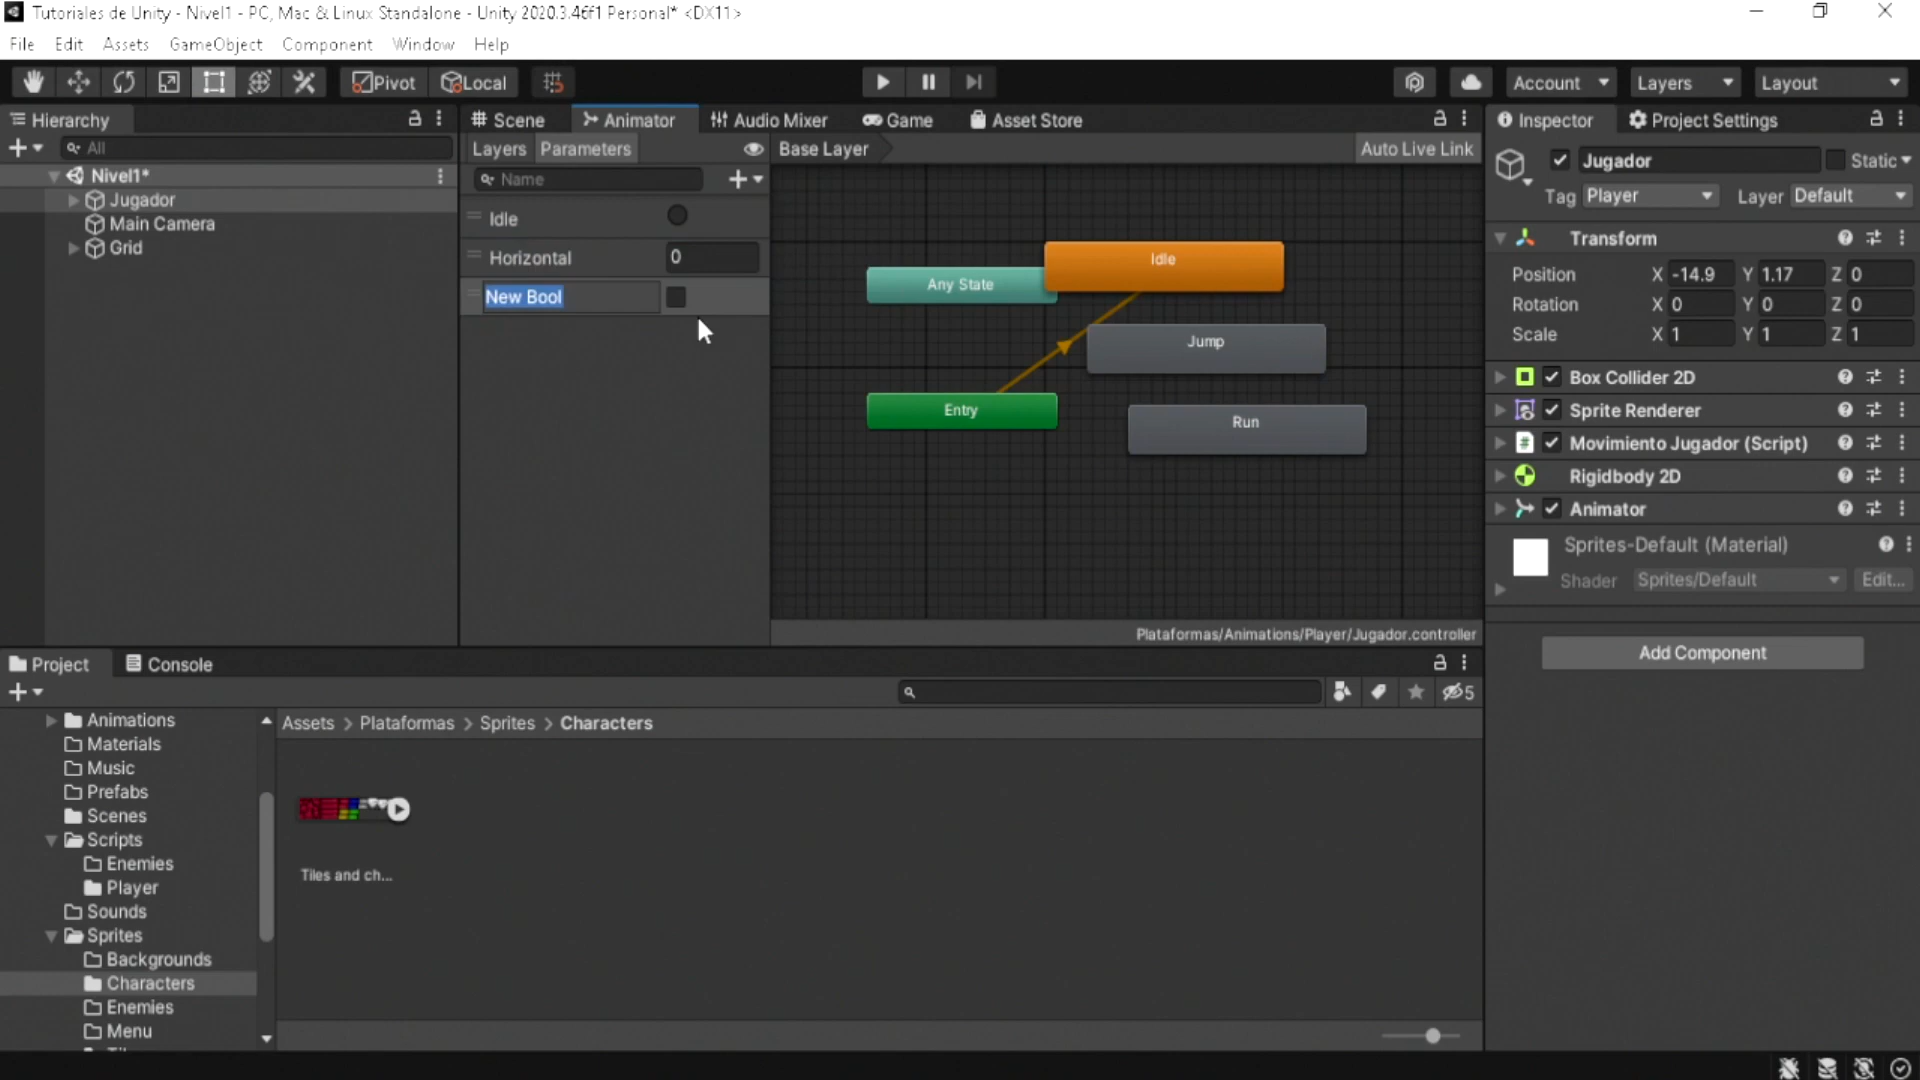 Tutoriales de Unity - Nivel1 - PC, Mac & Linux Standalone - Unity 2020.3.46f1 Personal* <DX11>
File Edit Assets GameObject Component Window Help
Pivot Local Account Layers Layout
Hierarchy
All
Nivel1*
Jugador
Main Camera
Grid
Scene Animator Audio Mixer Game Asset Store
Layers Parameters Base Layer Auto Live Link
Name
Idle
Horizontal 0
New Bool
Any State
Idle
Jump
Entry
Run
Plataformas/Animations/Player/Jugador.controller
Inspector Project Settings
Jugador Static
Tag Player Layer Default
Transform
Position X -14.9 Y 1.17 Z 0
Rotation X 0 Y 0 Z 0
Scale X 1 Y 1 Z 1
Box Collider 2D
Sprite Renderer
Movimiento Jugador (Script)
Rigidbody 2D
Animator
Sprites-Default (Material)
Shader Sprites/Default Edit...
Add Component
Project Console
5
Animations
Materials
Music
Prefabs
Scenes
Scripts
Enemies
Player
Sounds
Sprites
Backgrounds
Characters
Enemies
Menu
Assets > Plataformas > Sprites > Characters
Tiles and ch...